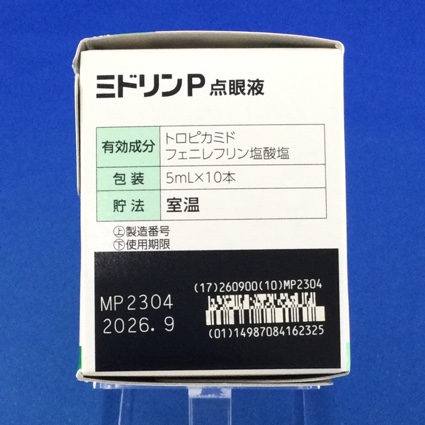 ミドリンP点眼液
有効成分 トロピカミド
フェニレフリン塩酸塩
包装 5mL×10本
貯法 室温
上製造番号
下使用期限
(17)260900(10)MP2304
MP2304
2026.9
(01)14987084162325